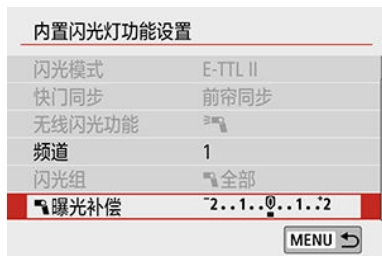 内置闪光灯功能设置
闪光模式 E-TTL II
快门同步 前帘同步
无线闪光功能
频道 1
闪光组 全部
曝光补偿 -2..1..0..1..+2
MENU